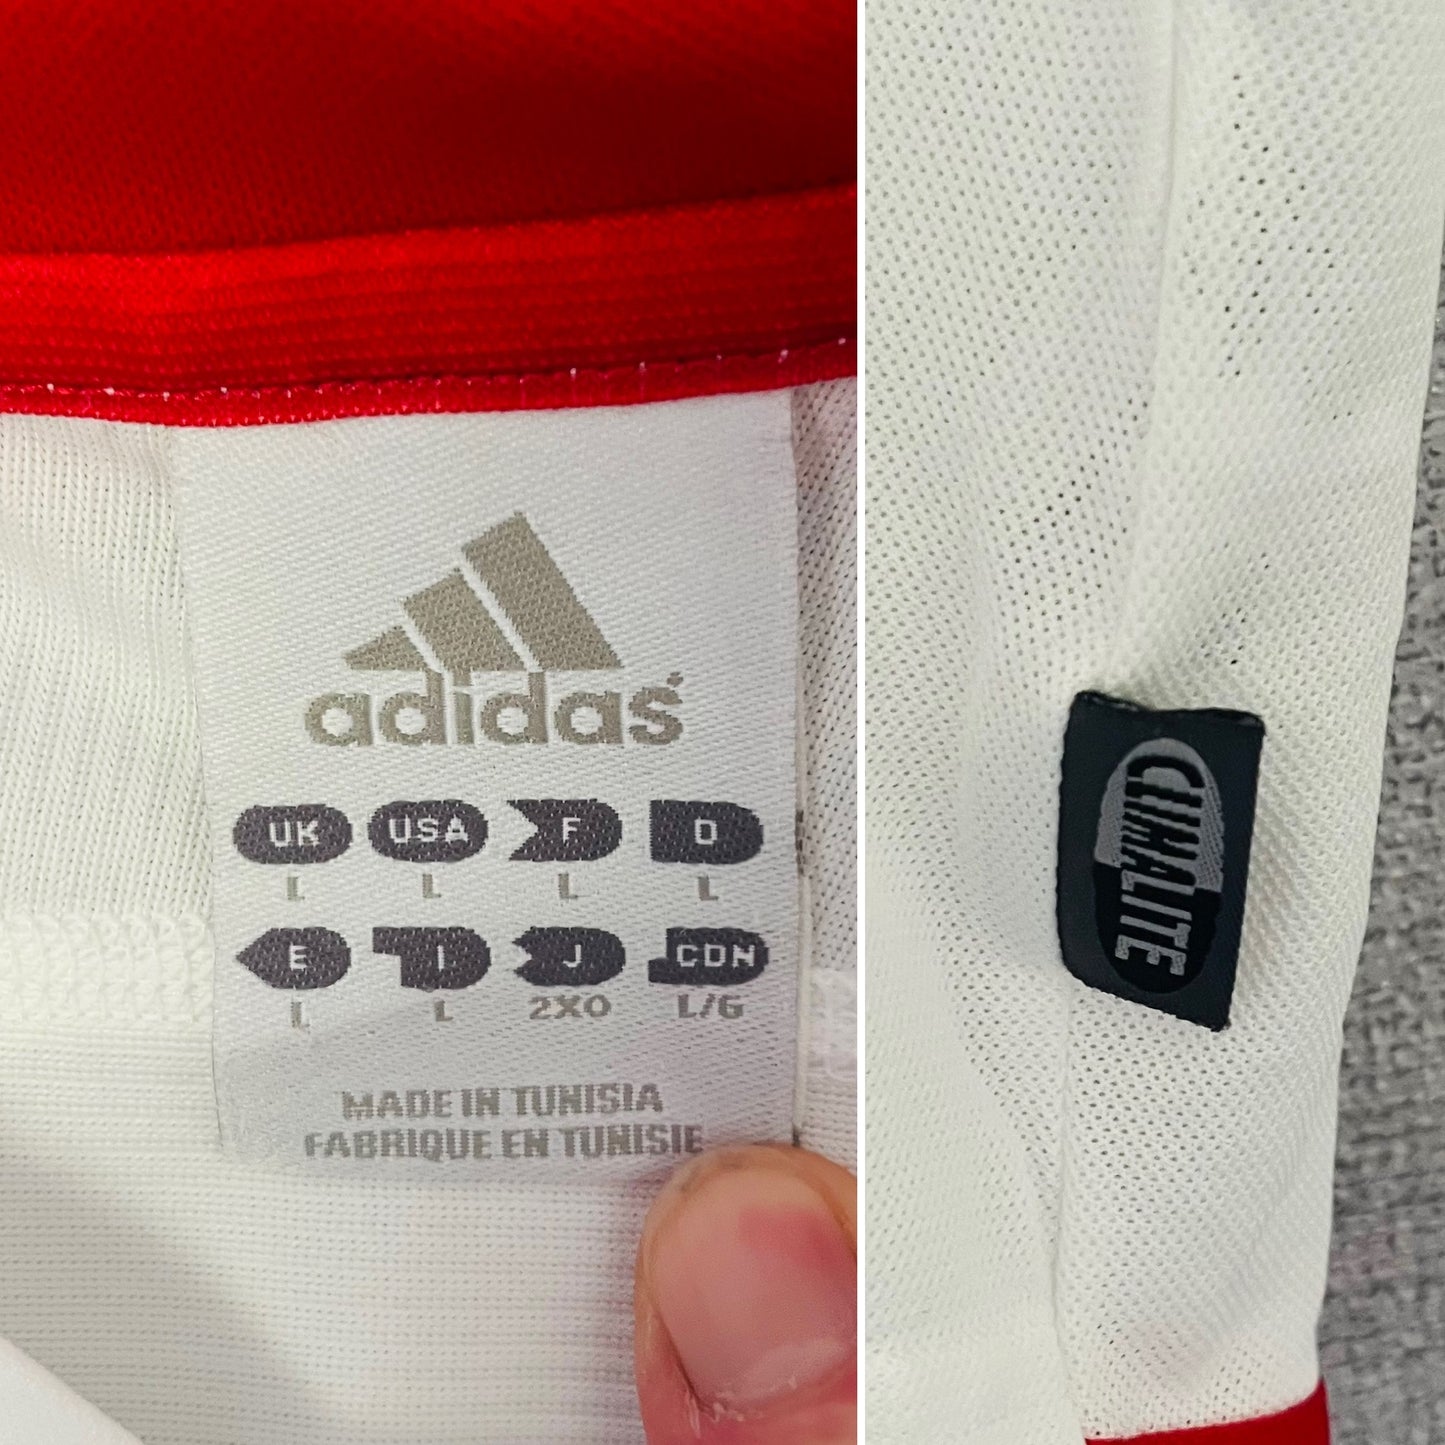 adidas
UK USA F D
L L L L
E I J CDN
L L 2XO L/G
MADE IN TUNISIA
FABRIQUE EN TUNISIE
CLIMALITE